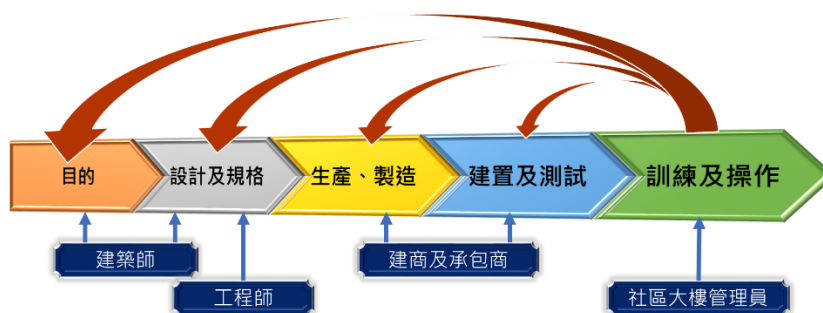 目的
設計及規格
生產、製造
建置及測試
訓練及操作
建築師
建商及承包商
工程師
社區大樓管理員